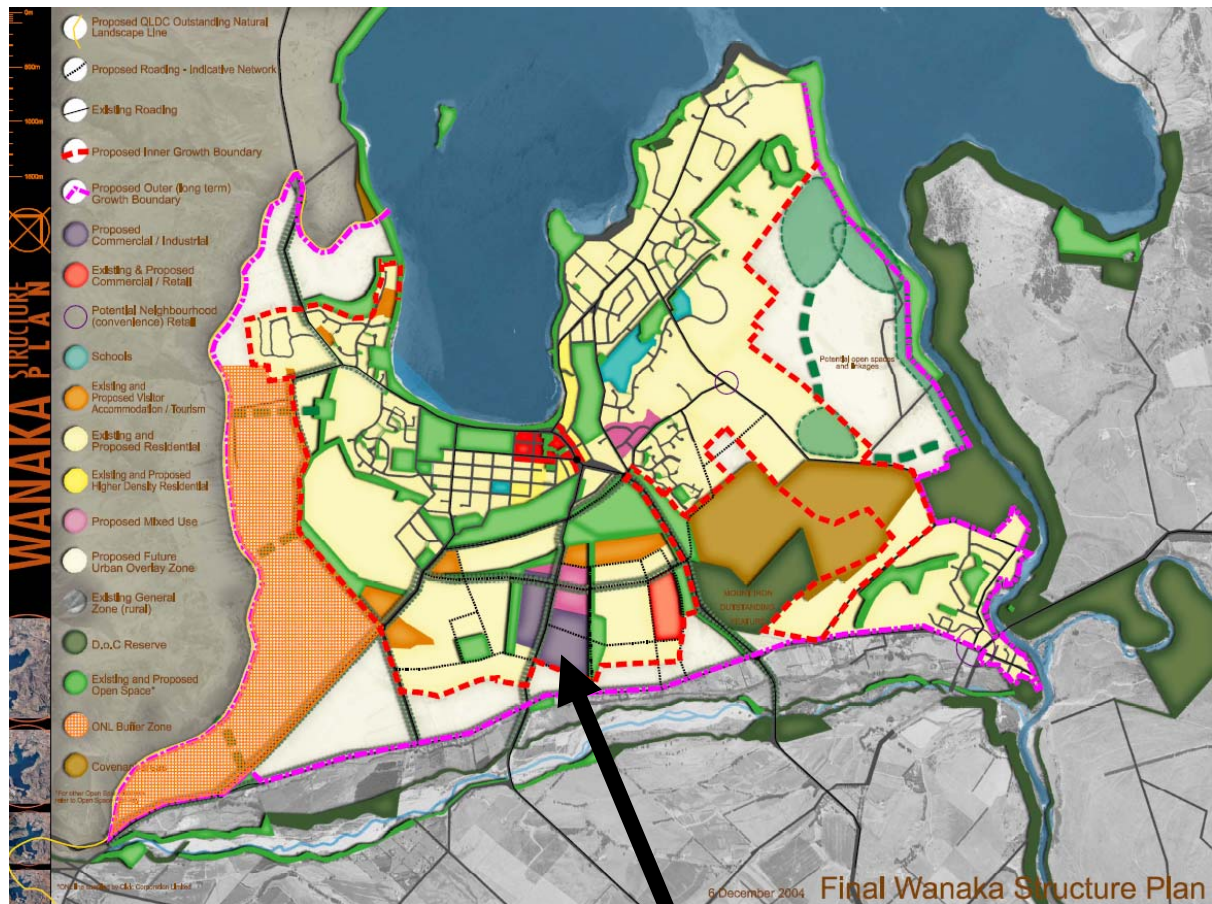 0m
800m
1600m
WANAKA
STRUCTURE
PLAN
Proposed QLDC Outstanding Natural
Landscape Line
Proposed Roading - Indicative Network
Existing Roading
Proposed Inner Growth Boundary
Proposed Outer (long term)
Growth Boundary
Proposed
Commercial / Industrial
Existing & Proposed
Commercial / Retail
Potential Neighbourhood
(convenience) Retail
Schools
Existing and
Proposed Visitor
Accommodation / Tourism
Existing and
Proposed Residential
Existing and Proposed
Higher Density Residential
Proposed Mixed Use
Proposed Future
Urban Overlay Zone
Existing General
Zone (rural)
D.o.C Reserve
Existing and Proposed
Open Space*
ONL Buffer Zone
Potential open spaces
and linkages
MOUNT IRON
OUTSTANDING
FEATURE
6 December 2004
Final Wanaka Structure Plan